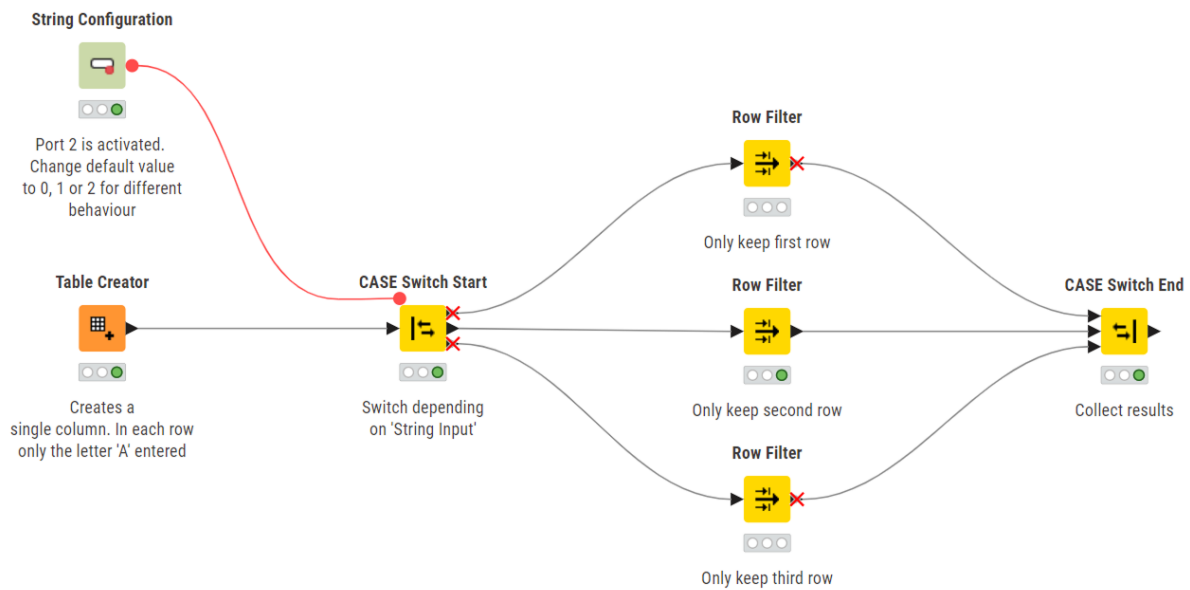 String Configuration
Port 2 is activated.
Change default value
to 0, 1 or 2 for different
behaviour
Table Creator
Creates a
single column. In each row
only the letter 'A' entered
CASE Switch Start
Switch depending
on 'String Input'
Row Filter
Only keep first row
Row Filter
Only keep second row
Row Filter
Only keep third row
CASE Switch End
Collect results